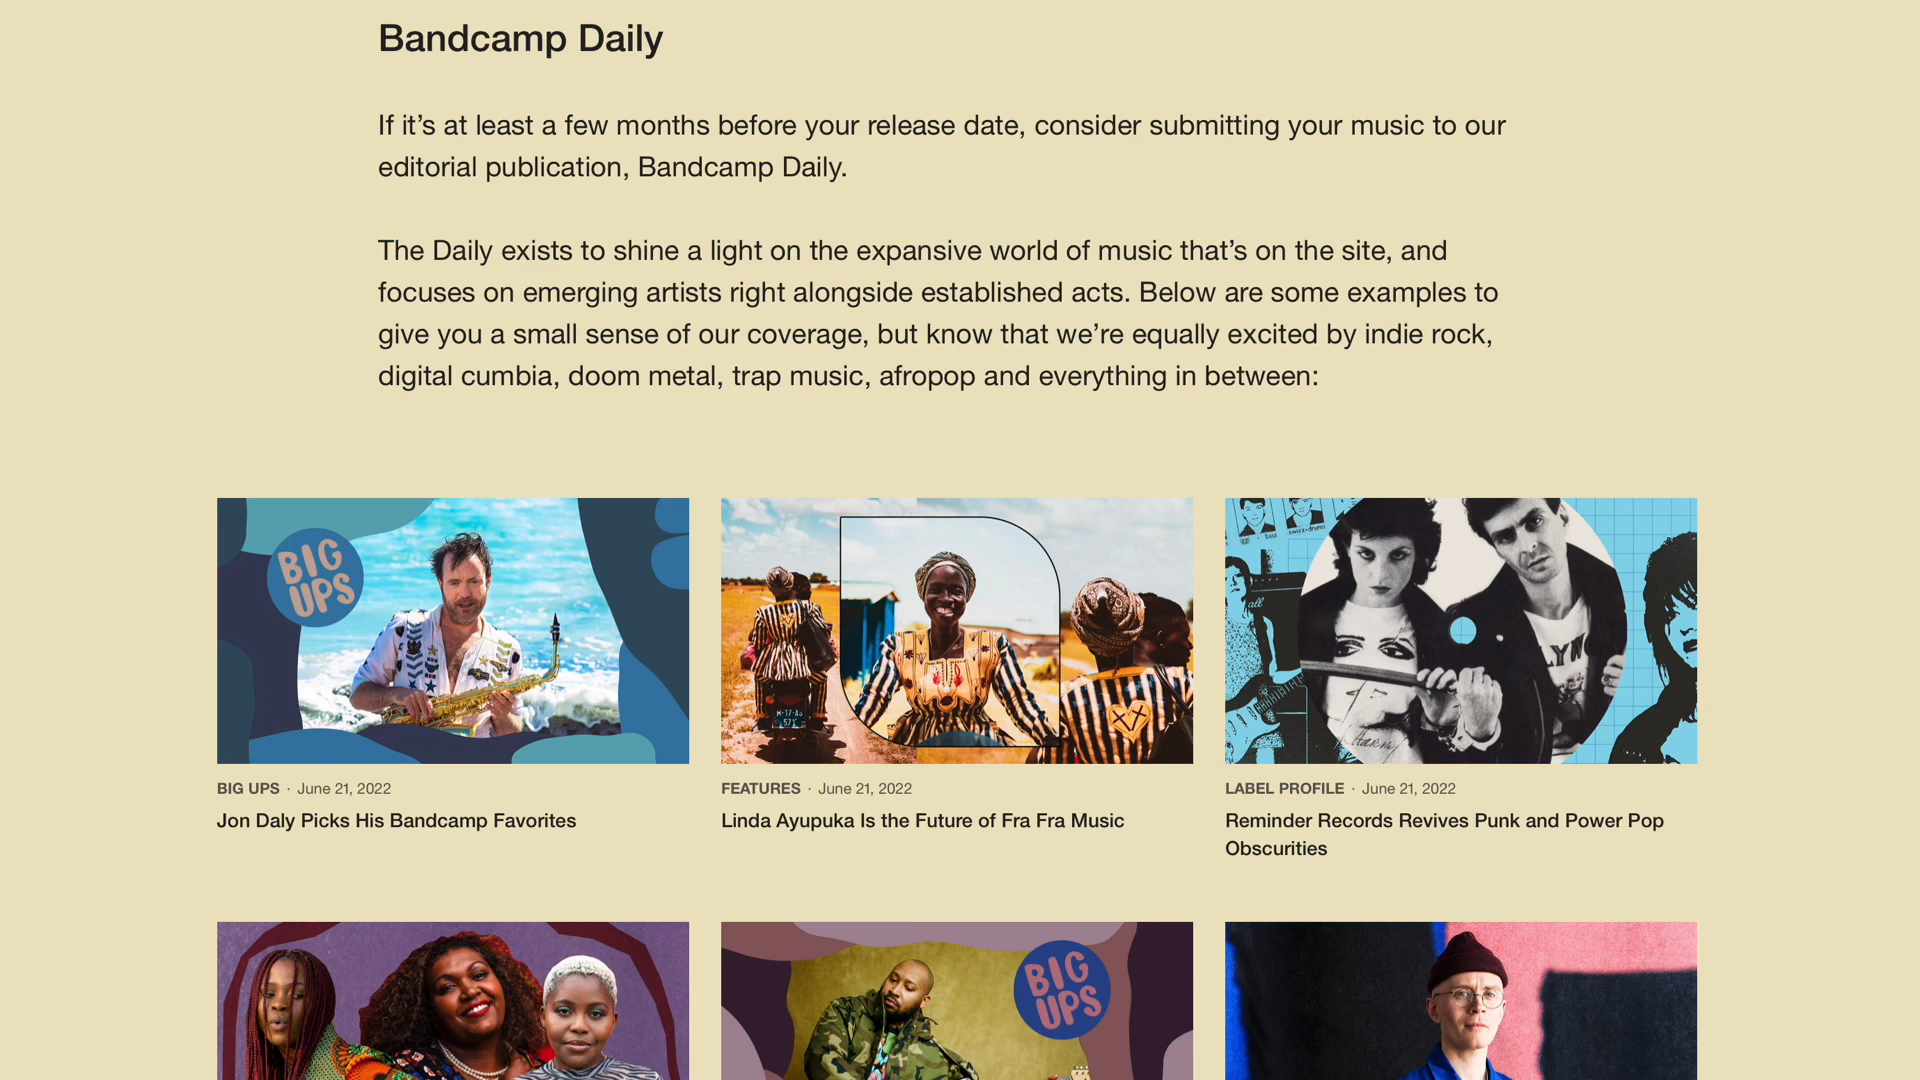 Bandcamp Daily
If it’s at least a few months before your release date, consider submitting your music to our
editorial publication, Bandcamp Daily.
The Daily exists to shine a light on the expansive world of music that’s on the site, and
focuses on emerging artists right alongside established acts. Below are some examples to
give you a small sense of our coverage, but know that we’re equally excited by indie rock,
digital cumbia, doom metal, trap music, afropop and everything in between:
BIG
UPS
all
BIG UPS · June 21, 2022
Jon Daly Picks His Bandcamp Favorites
FEATURES · June 21, 2022
Linda Ayupuka Is the Future of Fra Fra Music
LABEL PROFILE · June 21, 2022
Reminder Records Revives Punk and Power Pop
Obscurities
BIG
UPS